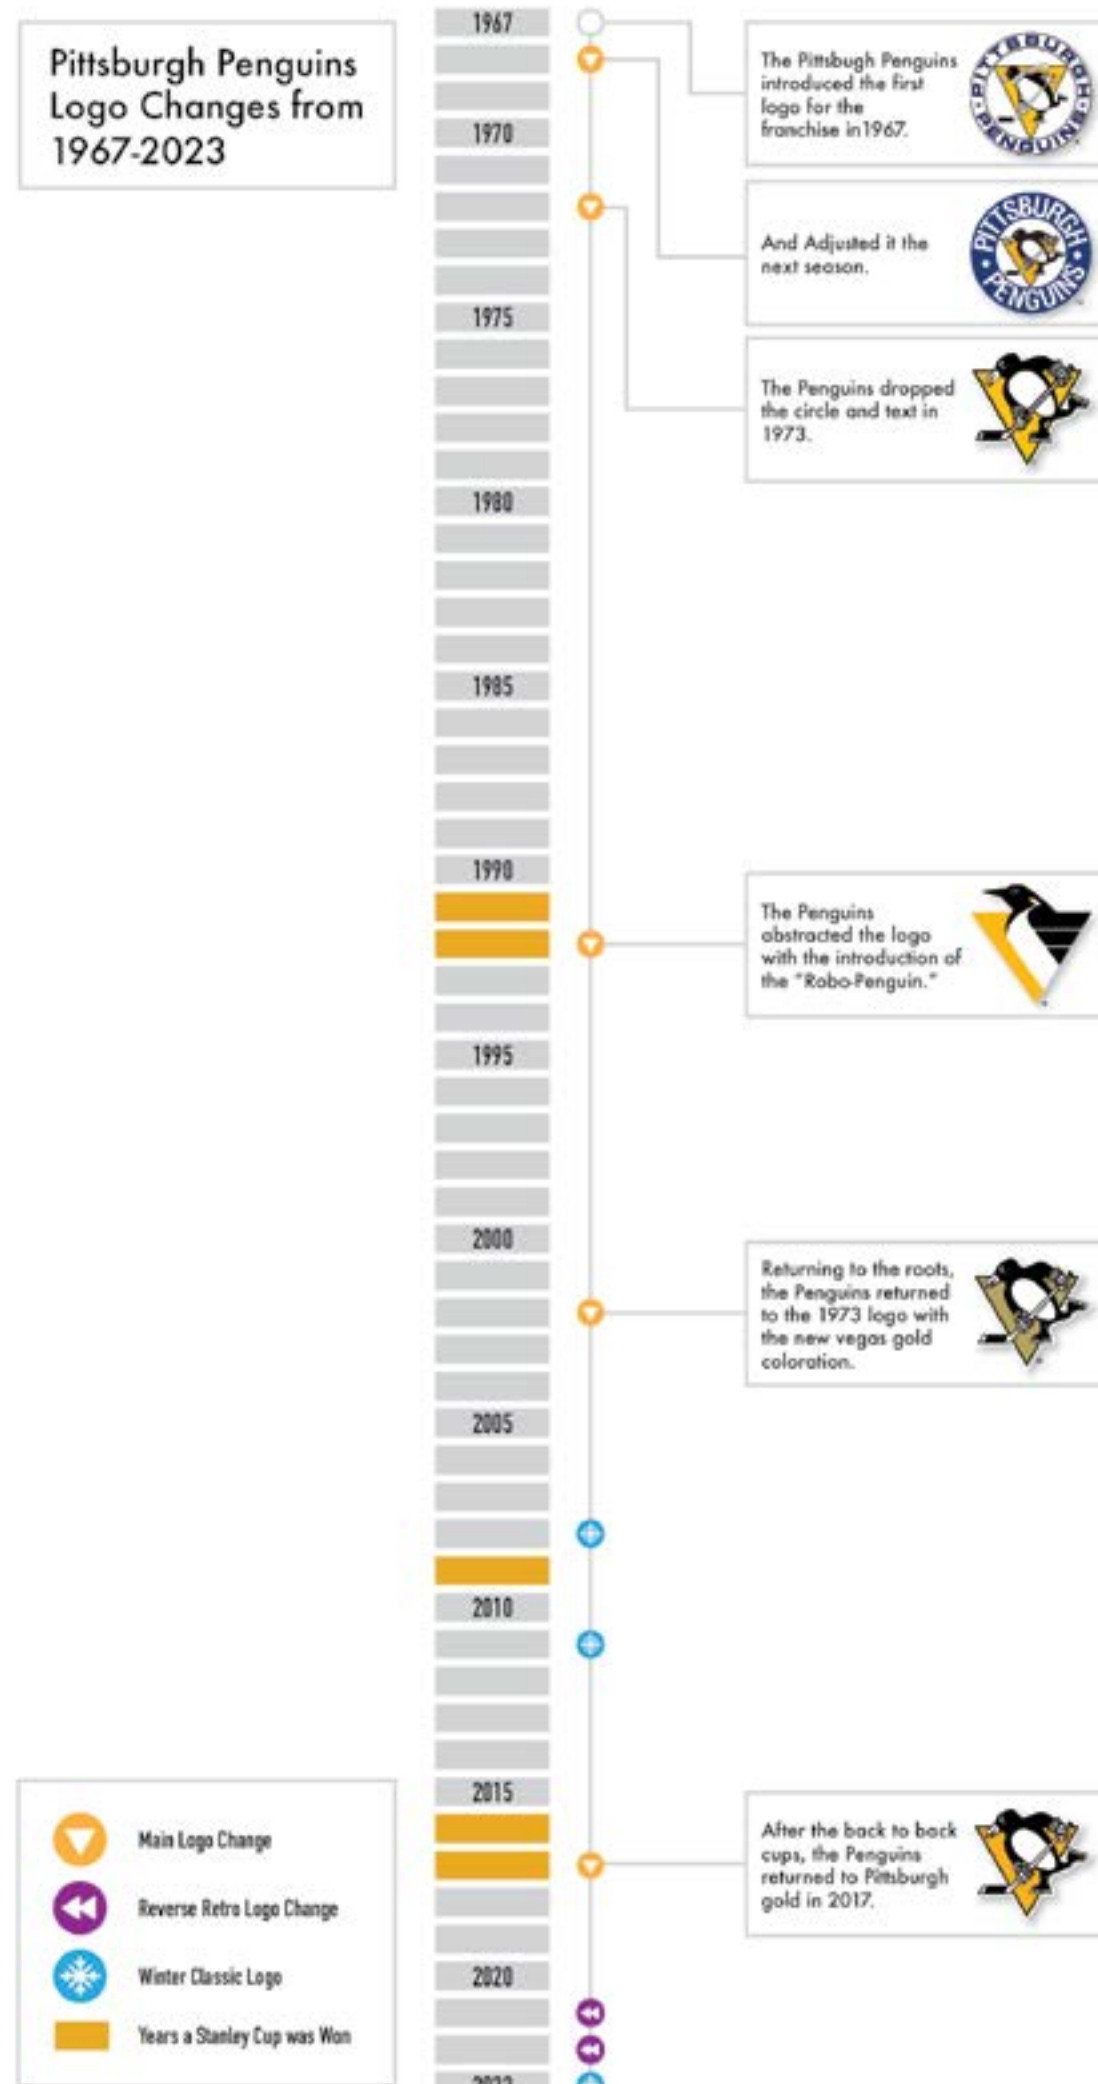 Pittsburgh Penguins
Logo Changes from
1967-2023
1967
1970
1975
1980
1985
1990
1995
2000
2005
2010
2015
2020
The Pittsbugh Penguins
introduced the first
logo for the
franchise in1967.
PITTSBURGH
PENGUINS
And Adjusted it the
next season.
PITTSBURGH
PENGUINS
The Penguins dropped
the circle and text in
1973.
The Penguins
abstracted the logo
with the introduction of
the "Robo-Penguin."
Returning to the roots,
the Penguins returned
to the 1973 logo with
the new vegas gold
coloration.
After the back to back
cups, the Penguins
returned to Pittsburgh
gold in 2017.
Main Logo Change
Reverse Retro Logo Change
Winter Classic Logo
Years a Stanley Cup was Won